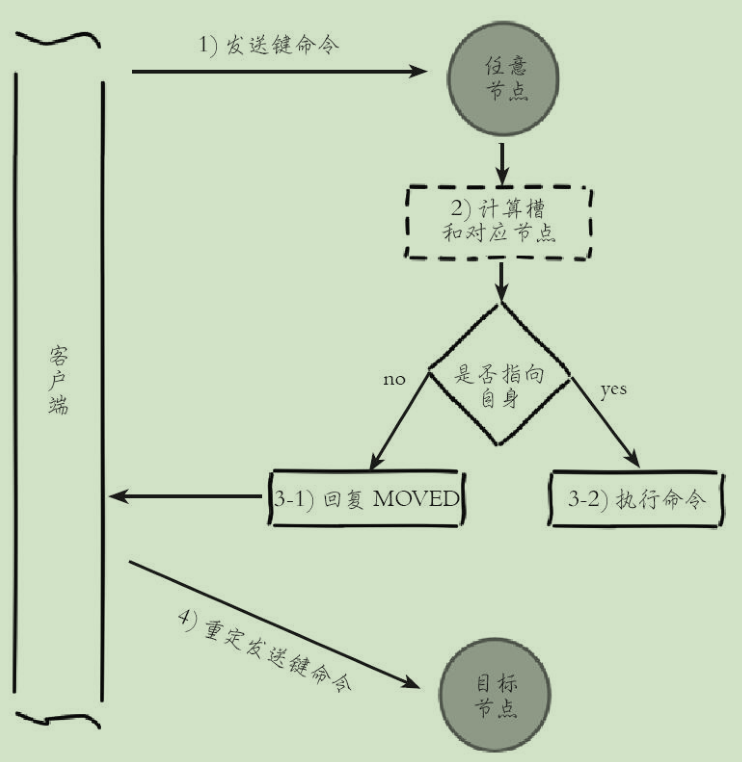 1) 发送键命令
任意
节点
2) 计算槽
和对应节点
是否指向
自身
no
yes
客户端
3-1) 回复 MOVED
3-2) 执行命令
4) 重定发送键命令
目标
节点